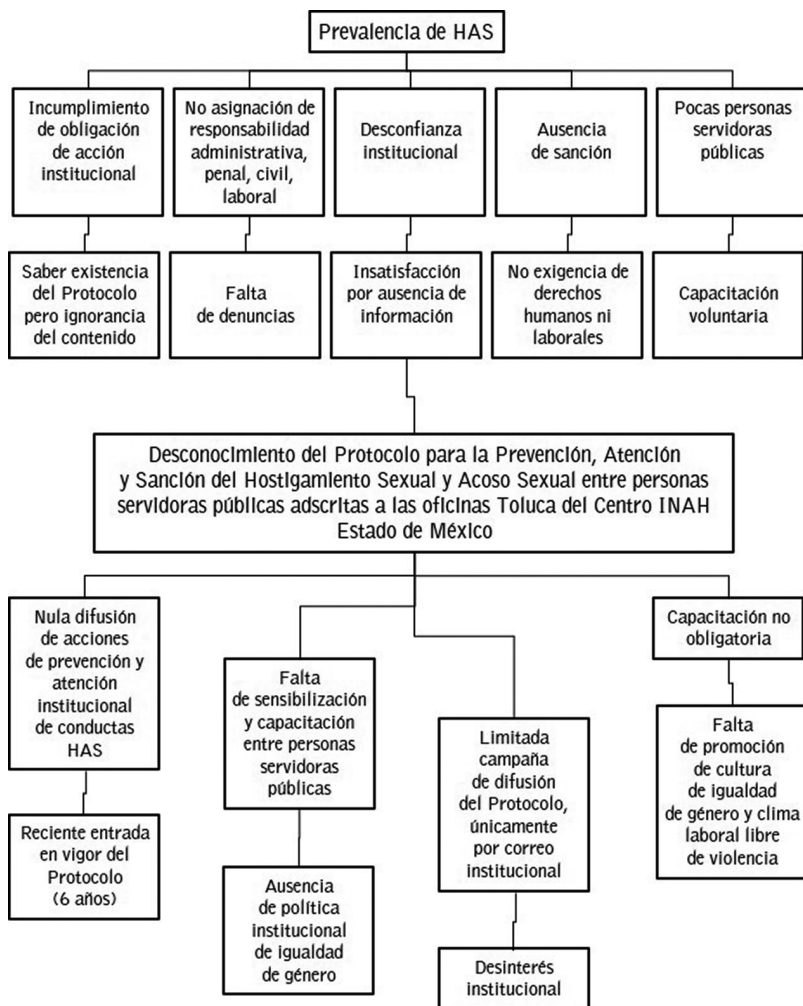 Prevalencia de HAS
Incumplimiento
de obligación
de acción
institucional
No asignación de
responsabilidad
administrativa,
penal, civil,
laboral
Desconfianza
institucional
Ausencia
de sanción
Pocas personas
servidoras
públicas
Saber existencia
del Protocolo
pero ignorancia
del contenido
Falta
de denuncias
Insatisfacción
por ausencia de
información
No exigencia de
derechos
humanos ni
laborales
Capacitación
voluntaria
Desconocimiento del Protocolo para la Prevención, Atención
y Sanción del Hostigamiento Sexual y Acoso Sexual entre personas
servidoras públicas adscritas a las oficinas Toluca del Centro INAH
Estado de México
Nula difusión
de acciones
de prevención y
atención
institucional
de conductas
HAS
Reciente entrada
en vigor del
Protocolo
(6 años)
Falta
de sensibilización
y capacitación
entre personas
servidoras
públicas
Ausencia
de política
institucional
de igualdad
de género
Limitada
campaña
de difusión
del Protocolo,
únicamente
por correo
institucional
Desinterés
institucional
Capacitación no
obligatoria
Falta
de promoción
de cultura
de igualdad
de género y clima
laboral libre
de violencia